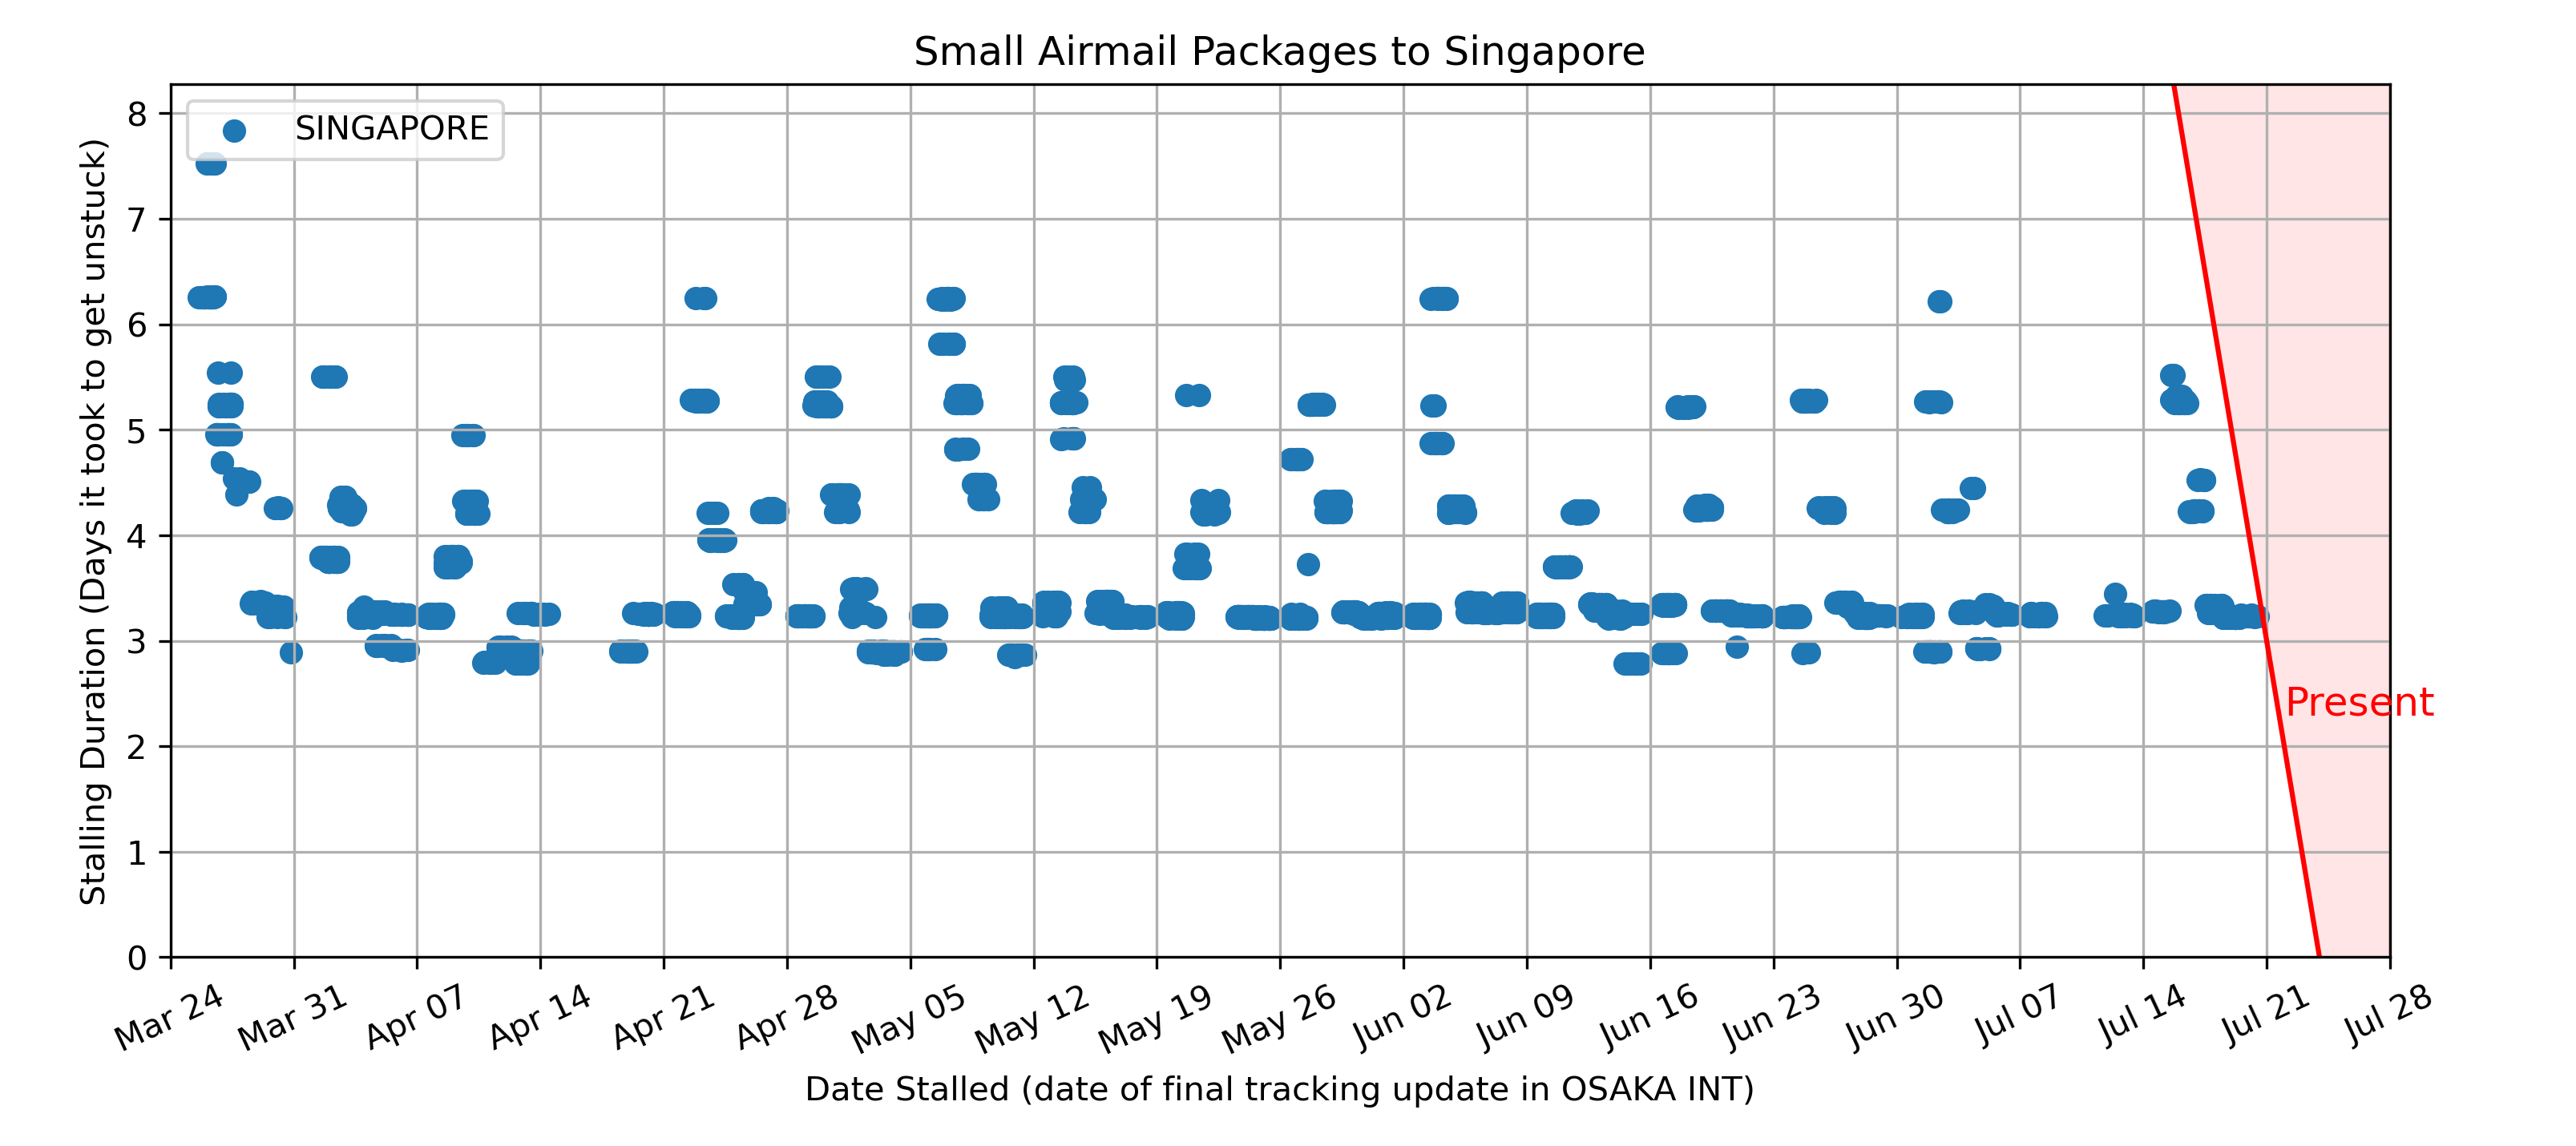 Small Airmail Packages to Singapore
SINGAPORE
Stalling Duration (Days it took to get unstuck)
8
7
6
5
4
3
2
1
0
Present
Mar 24
Mar 31
Apr 07
Apr 14
Apr 21
Apr 28
May 05
May 12
May 19
May 26
Jun 02
Jun 09
Jun 16
Jun 23
Jun 30
Jul 07
Jul 14
Jul 21
Jul 28
Date Stalled (date of final tracking update in OSAKA INT)